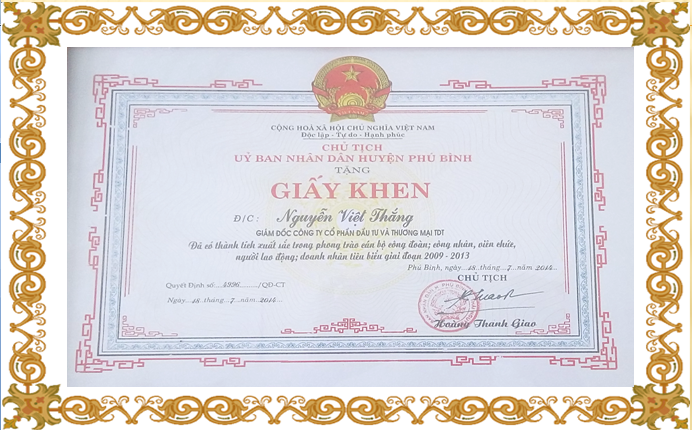 CỘNG HOÀ XÃ HỘI CHỦ NGHĨA VIỆT NAM
Độc lập - Tự do - Hạnh phúc
CHỦ TỊCH
UỶ BAN NHÂN DÂN HUYỆN PHÚ BÌNH
TẶNG
GIẤY KHEN
Đ/C: Nguyễn Việt Thắng
GIÁM ĐỐC CÔNG TY CỔ PHẦN ĐẦU TƯ VÀ THƯƠNG MẠI TDT
Đã có thành tích xuất sắc trong phong trào cán bộ công đoàn; công nhân, viên chức,
người lao động; doanh nhân tiêu biểu giai đoạn 2009 - 2013
Phú Bình, ngày..18..tháng..7..năm 2014..
CHỦ TỊCH
Quyết Định số:..4996......../QĐ-CT
Ngày..18 tháng..7..năm 2014...
Hoàng Thanh Giao